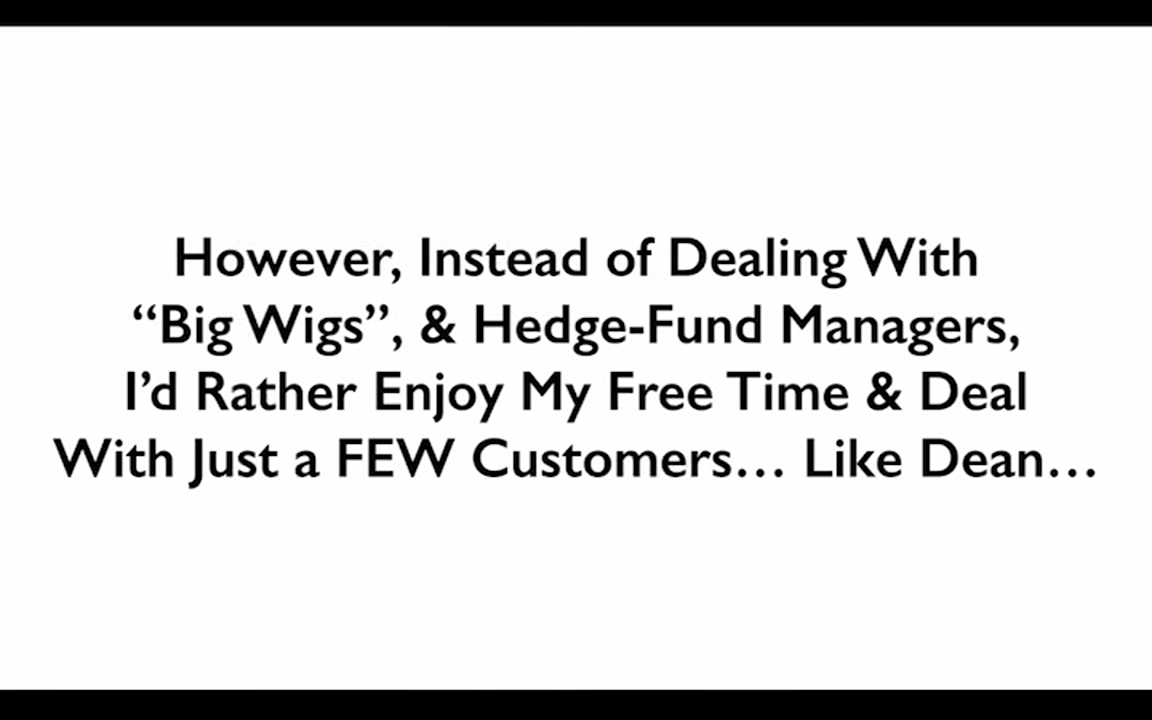 However, Instead of Dealing With
“Big Wigs”, & Hedge-Fund Managers,
I’d Rather Enjoy My Free Time & Deal
With Just a FEW Customers… Like Dean…